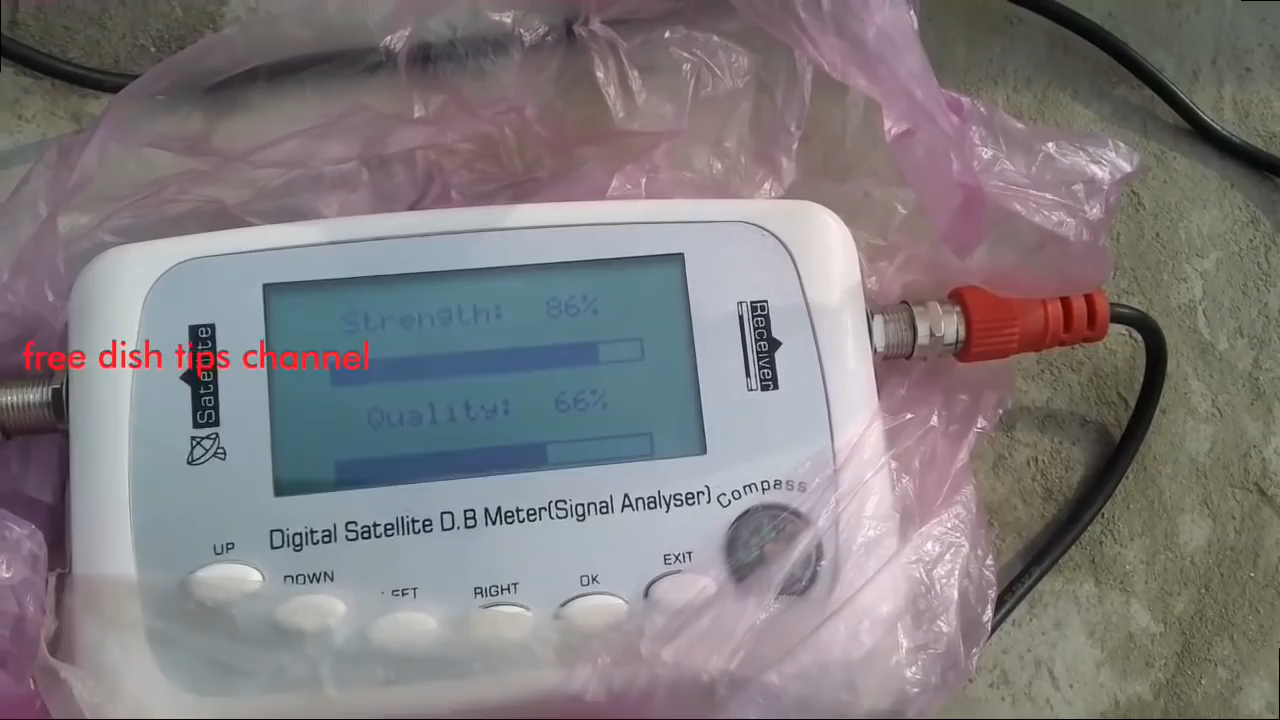 Strength: 86%
free dish tips channel
Satellite
Receiver
Quality: 66%
Digital Satellite D.B Meter(Signal Analyser)
Compass
UP
DOWN
LEFT
RIGHT
OK
EXIT